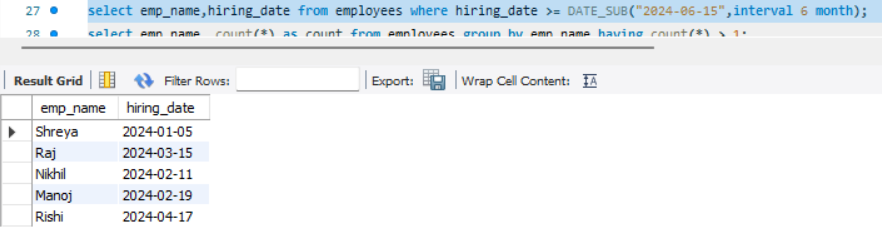 27 select emp_name,hiring_date from employees where hiring_date >= DATE_SUB("2024-06-15",interval 6 month);
28 select emp_name, count(*) as count from employees group by emp_name having count(*) > 1;
Result Grid Filter Rows: Export: Wrap Cell Content: IA
emp_name hiring_date
Shreya 2024-01-05
Raj 2024-03-15
Nikhil 2024-02-11
Manoj 2024-02-19
Rishi 2024-04-17